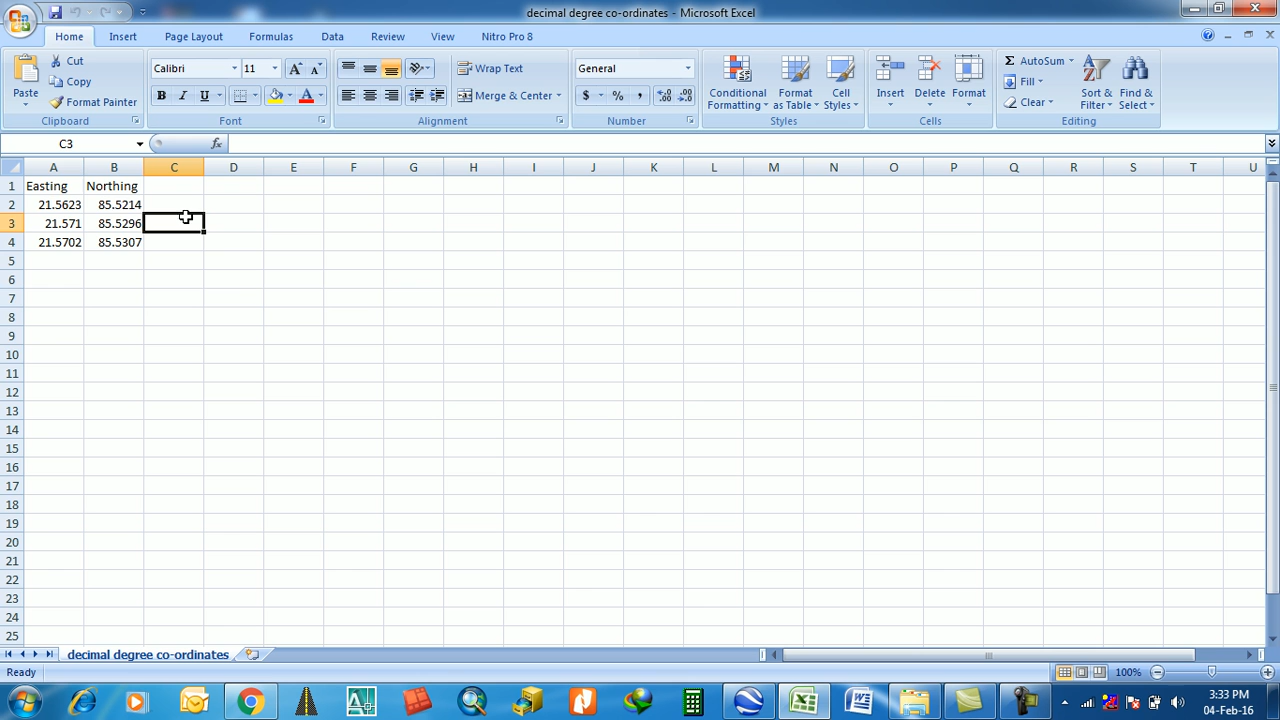 decimal degree co-ordinates - Microsoft Excel
Home Insert Page Layout Formulas Data Review View Nitro Pro 8
Paste
Cut
Copy
Format Painter
Clipboard
Calibri 11
B I U
Font
Wrap Text
Merge & Center
Alignment
General
$ % ,
Number
Conditional Formatting
Format as Table
Cell Styles
Styles
Insert Delete Format
Cells
AutoSum
Fill
Clear
Sort & Filter
Find & Select
Editing
C3 fx
A B C D E F G H I J K L M N O P Q R S T U
1 Easting Northing
2 21.5623 85.5214
3 21.571 85.5296
4 21.5702 85.5307
5
6
7
8
9
10
11
12
13
14
15
16
17
18
19
20
21
22
23
24
25
decimal degree co-ordinates
Ready 100%
3:33 PM
04-Feb-16